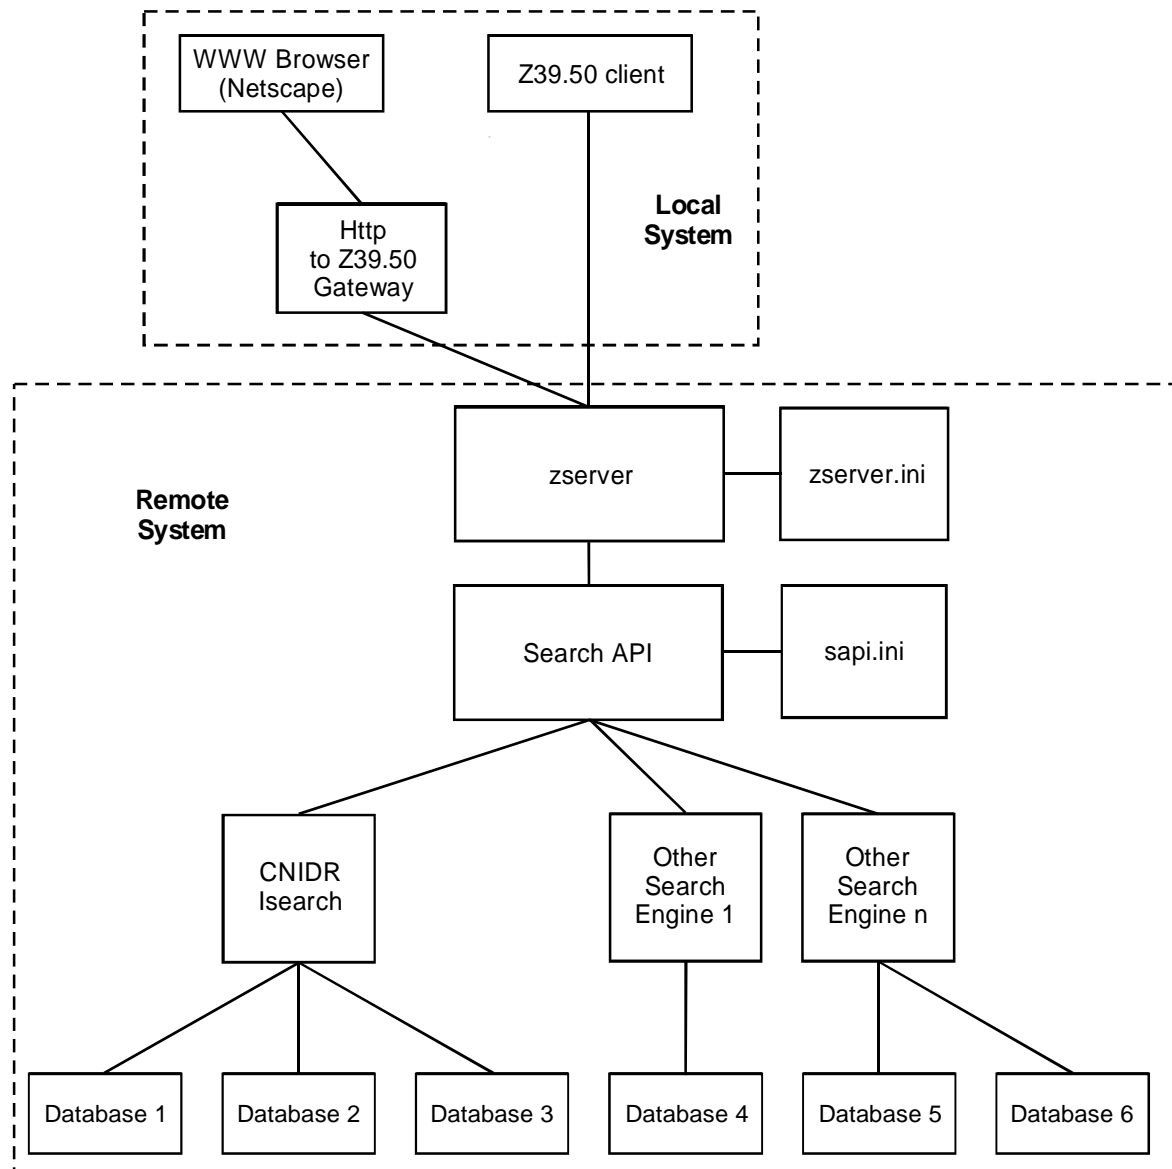 WWW Browser
(Netscape)
Z39.50 client
Http
to Z39.50
Gateway
Local
System
zserver
zserver.ini
Remote
System
Search API
sapi.ini
CNIDR
Isearch
Other
Search
Engine 1
Other
Search
Engine n
Database 1
Database 2
Database 3
Database 4
Database 5
Database 6